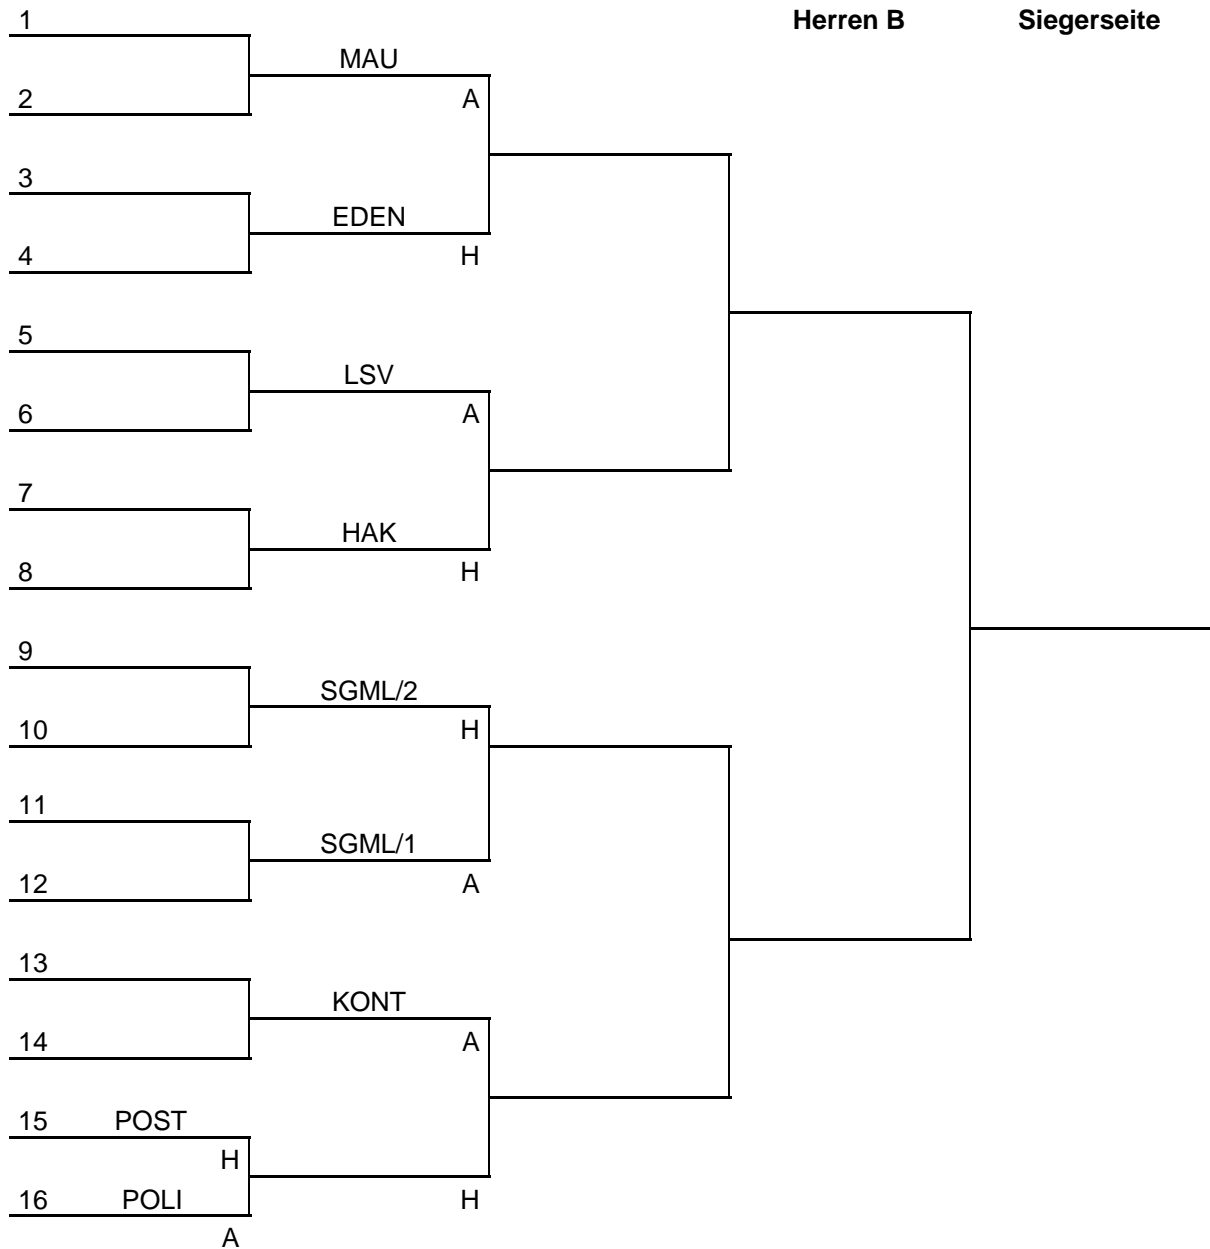 1 Herren B Siegerseite
MAU
2 A
3
EDEN
4 H
5
LSV
6 A
7
HAK
8 H
9
SGML/2
10 H
11
SGML/1
12 A
13
KONT
14 A
15 POST
H
16 POLI H
A